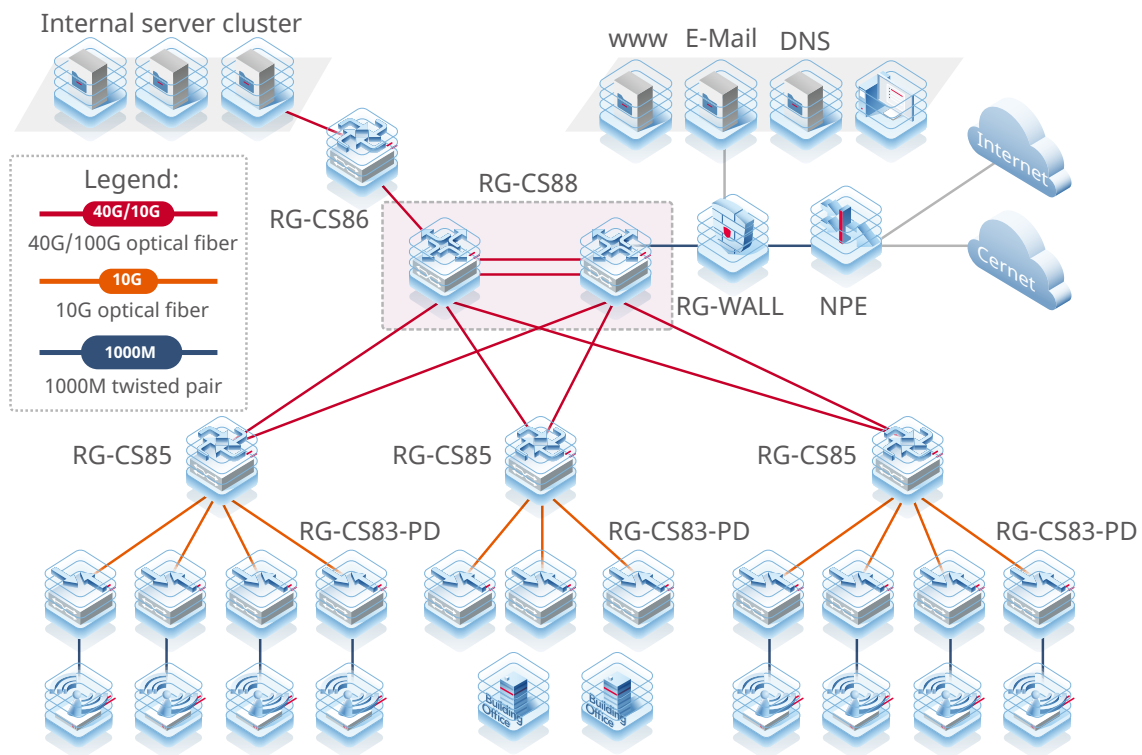 Internal server cluster
www E-Mail DNS
Internet
Legend:
40G/10G
40G/100G optical fiber
10G
10G optical fiber
1000M
1000M twisted pair
RG-CS86
RG-CS88
RG-WALL
NPE
Cernet
RG-CS85
RG-CS85
RG-CS85
RG-CS83-PD
RG-CS83-PD
RG-CS83-PD
Building
Office
Building
Office